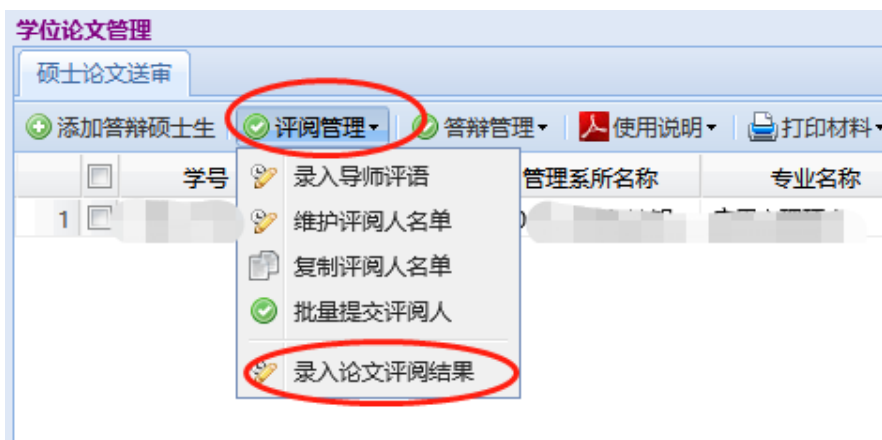 学位论文管理
硕士论文送审
添加答辩硕士生 评阅管理 答辩管理 使用说明 打印材料
学号 管理系所名称 专业名称
1
录入导师评语
维护评阅人名单
复制评阅人名单
批量提交评阅人
录入论文评阅结果